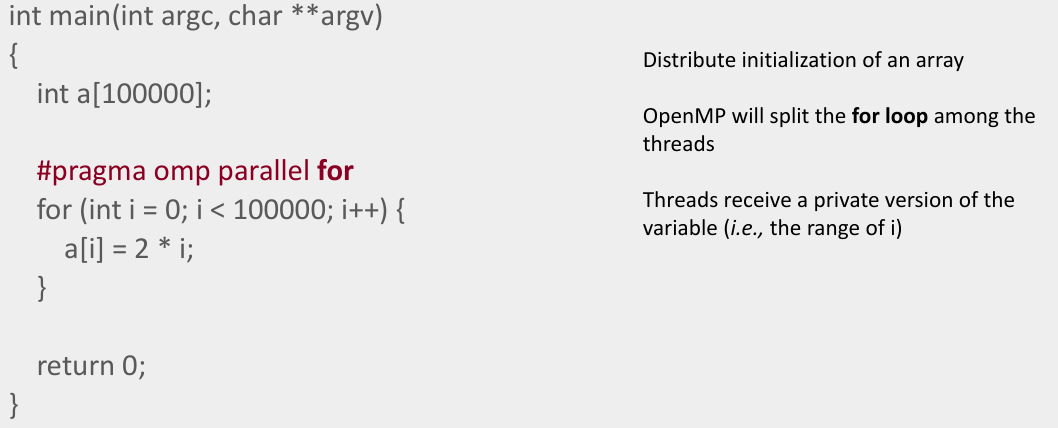 int main(int argc, char **argv)
{
int a[100000];
#pragma omp parallel for
for (int i = 0; i < 100000; i++) {
a[i] = 2 * i;
}
return 0;
}
Distribute initialization of an array
OpenMP will split the for loop among the
threads
Threads receive a private version of the
variable (i.e., the range of i)